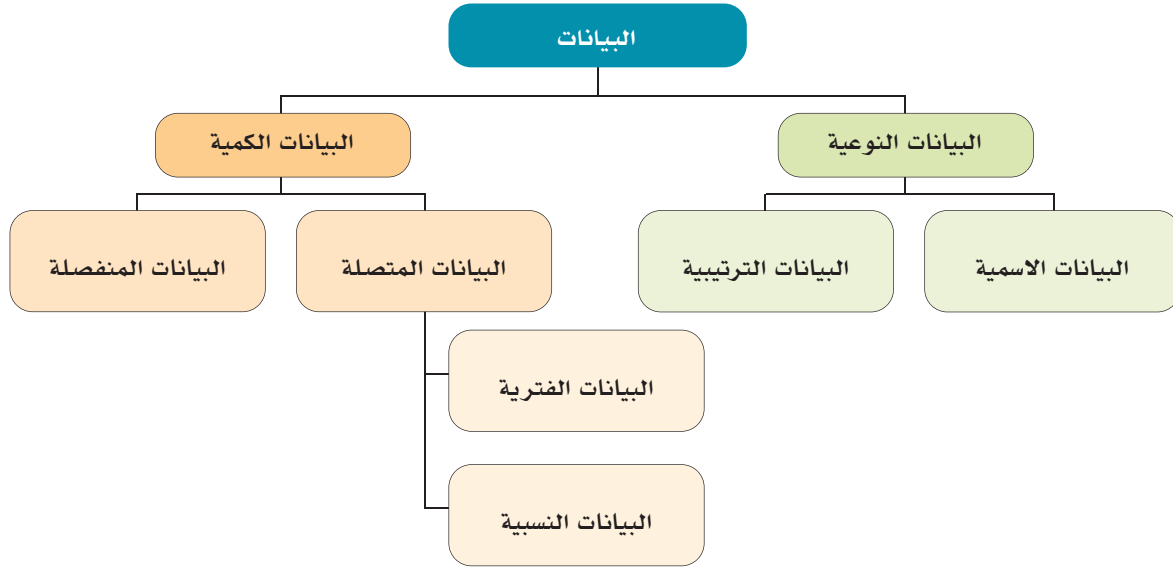 البيانات
البيانات النوعية
البيانات الكمية
البيانات الاسمية
البيانات الترتيبية
البيانات المتصلة
البيانات المنفصلة
البيانات الفترية
البيانات النسبية